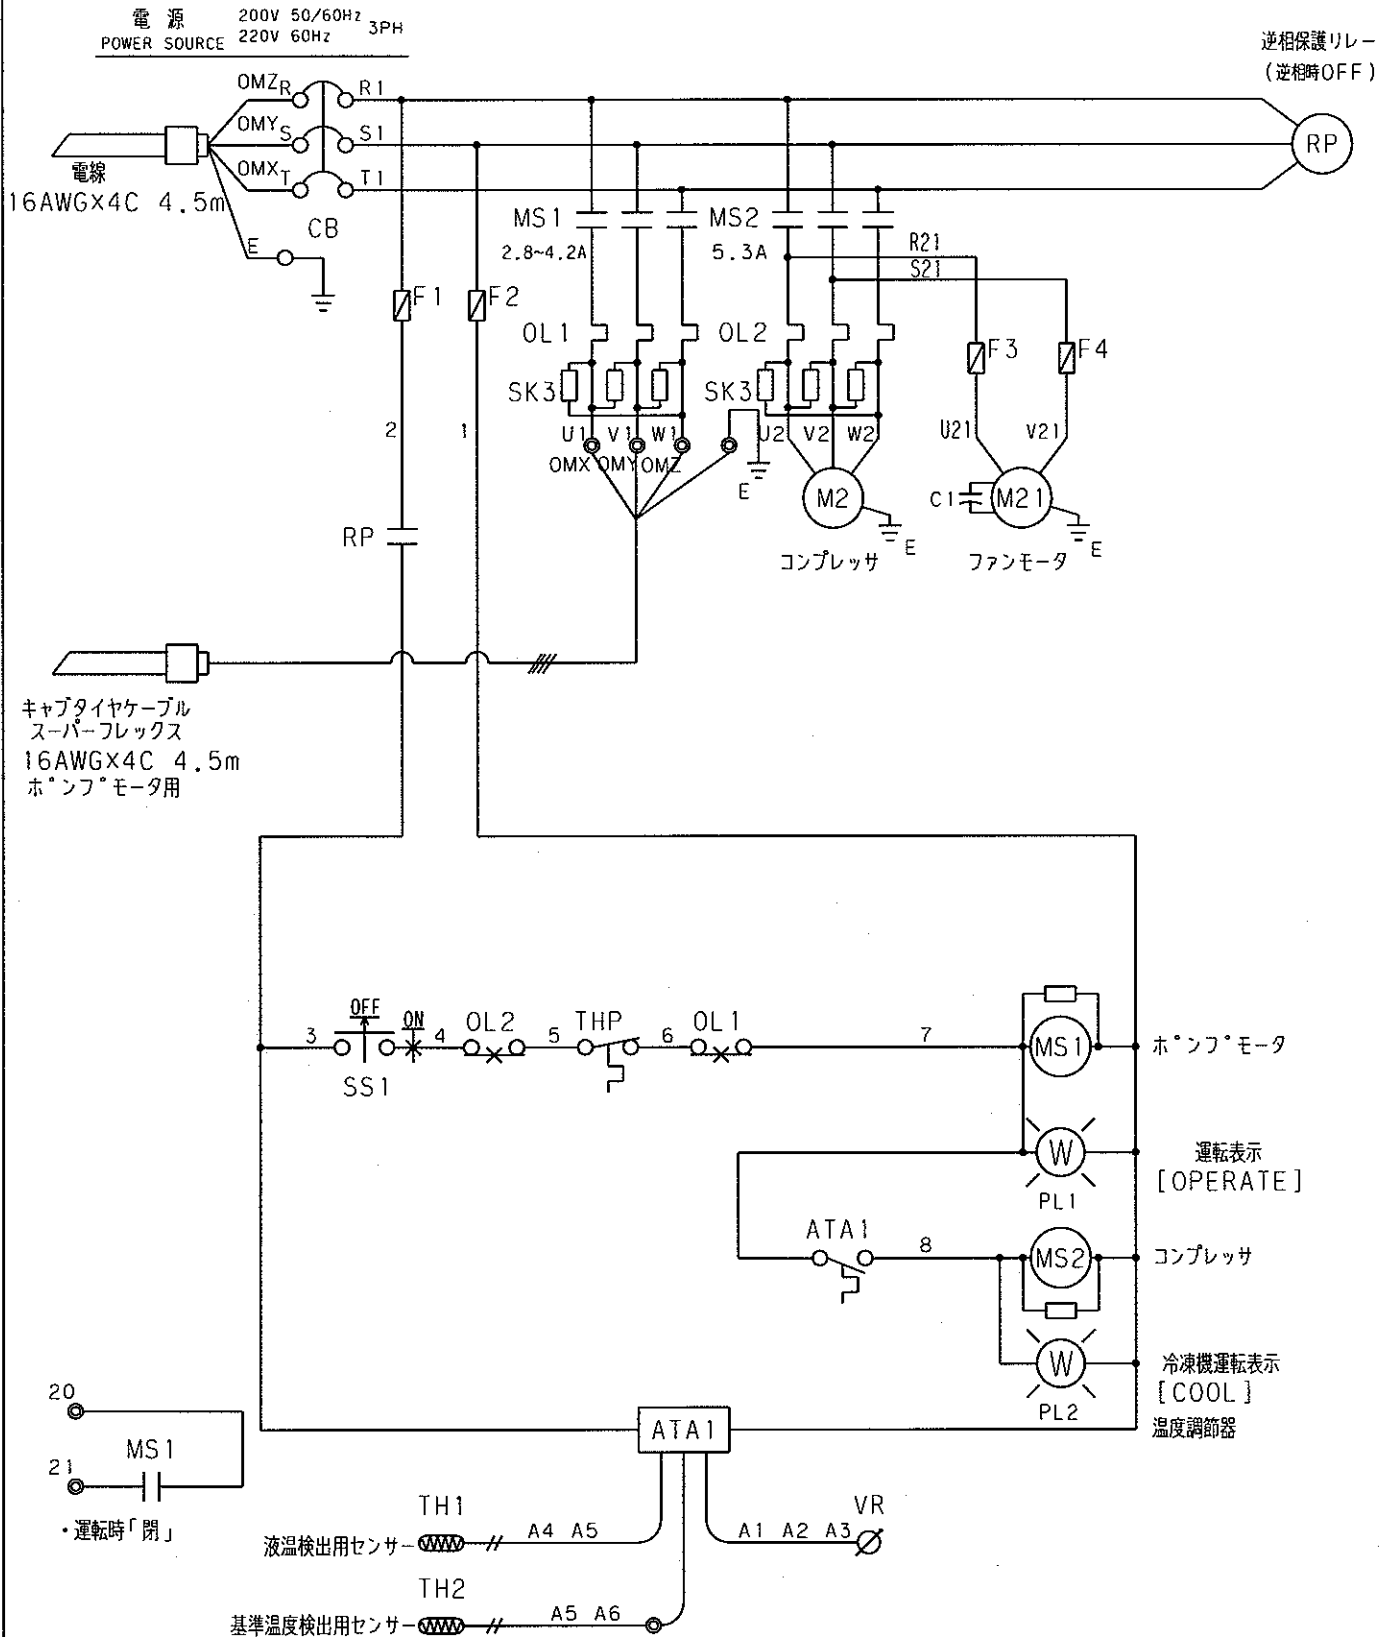 電源 200V 50/60Hz 3PH
POWER SOURCE 220V 60Hz
逆相保護リレー
(逆相時OFF)
OMZ R R1
OMY S S1
OMX T T1
RP
電線
16AWG×4C 4.5m
CB
E
MS1
2.8~4.2A
MS2
5.3A
R21
S21
F1
F2
OL1
OL2
F3
F4
SK3
SK3
2
1
U1 V1 W1
U2 V2 W2
U21
V21
OMX OMY OMZ
E
M2
C1
M21
E
E
コンプレッサ
ファンモータ
RP
キャブタイヤケーブル
スーパーフレックス
16AWG×4C 4.5m
ポンプモータ用
OFF
ON
3
4
OL2
5
THP
6
OL1
7
MS1
ポンプモータ
SS1
W
運転表示
[OPERATE]
PL1
ATA1
8
MS2
コンプレッサ
W
冷凍機運転表示
[COOL]
PL2
温度調節器
ATA1
20
MS1
21
・運転時「閉」
TH1
液温検出用センサー
A4 A5
A1 A2 A3
VR
TH2
基準温度検出用センサー
A5 A6